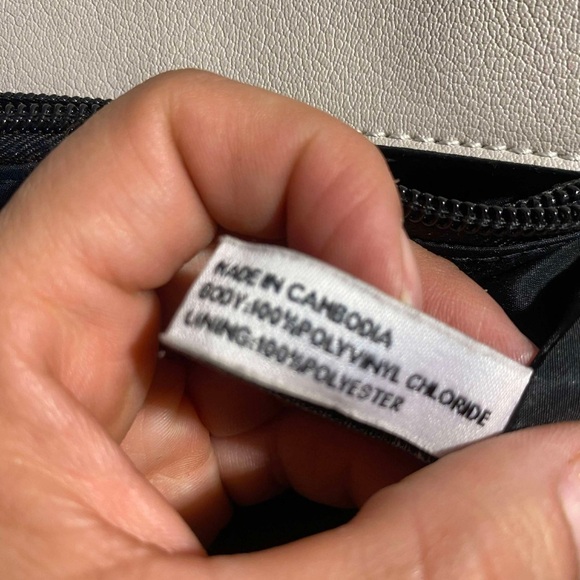 MADE IN CAMBODIA
BODY:100%POLYVINYL CHLORIDE
LINING:100%POLYESTER